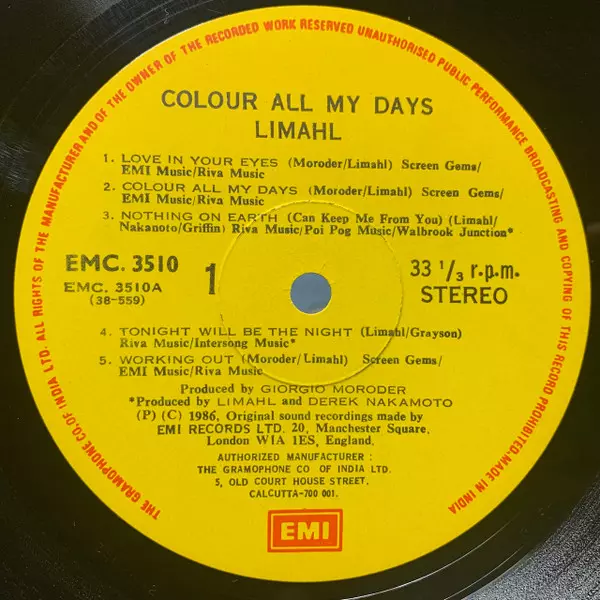 THE GRAMOPHONE CO. OF INDIA LTD. ALL RIGHTS OF THE MANUFACTURER AND OF THE OWNER OF THE RECORDED WORK RESERVED UNAUTHORISED PUBLIC PERFORMANCE BROADCASTING AND COPYING OF THIS RECORD PROHIBITED. MADE IN INDIA
COLOUR ALL MY DAYS
LIMAHL
1. LOVE IN YOUR EYES (Moroder/Limahl) Screen Gems/
EMI Music/Riva Music
2. COLOUR ALL MY DAYS (Moroder/Limahl) Screen Gems/
EMI Music/Riva Music
3. NOTHING ON EARTH (Can Keep Me From You) (Limahl/
Nakanoto/Griffin) Riva Music/Poi Pog Music/Walbrook Junction*
EMC. 3510
EMC. 3510A
(38-559)
1
33 1/3 r.p.m.
STEREO
4. TONIGHT WILL BE THE NIGHT (Limahl/Grayson)
Riva Music/Intersong Music*
5. WORKING OUT (Moroder/Limahl) Screen Gems/
EMI Music/Riva Music
Produced by GIORGIO MORODER
*Produced by LIMAHL and DEREK NAKAMOTO
(P) (C) 1986, Original sound recordings made by
EMI RECORDS LTD. 20, Manchester Square,
London W1A 1ES, England.
AUTHORIZED MANUFACTURER :
THE GRAMOPHONE CO OF INDIA LTD.
5, OLD COURT HOUSE STREET,
CALCUTTA-700 001.
EMI